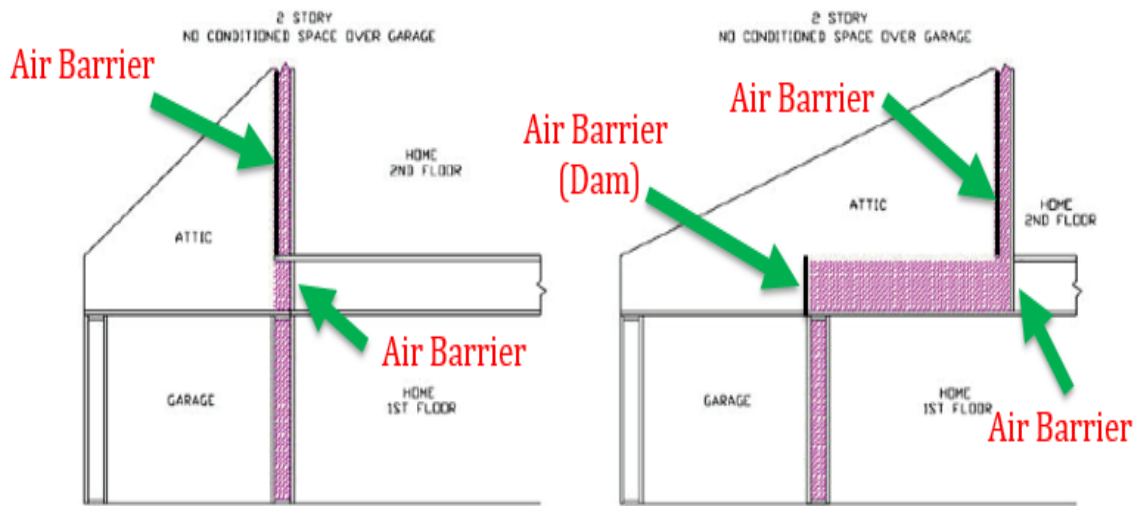 2 STORY
NO CONDITIONED SPACE OVER GARAGE
Air Barrier
HOME
2ND FLOOR
ATTIC
Air Barrier
GARAGE
HOME
1ST FLOOR
2 STORY
NO CONDITIONED SPACE OVER GARAGE
Air Barrier
Air Barrier
(Dam)
ATTIC
HOME
2ND FLOOR
GARAGE
HOME
1ST FLOOR
Air Barrier